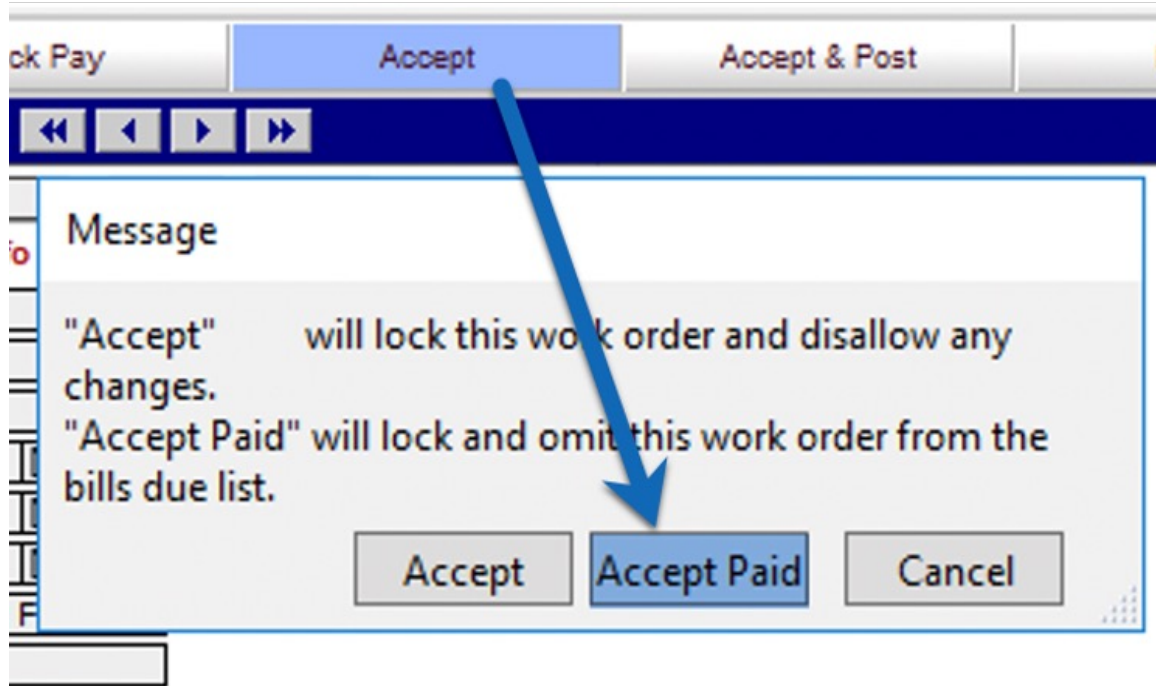 ck Pay Accept Accept & Post
fo
Message
"Accept" will lock this work order and disallow any
changes.
"Accept Paid" will lock and omit this work order from the
bills due list.
Accept Accept Paid Cancel
F